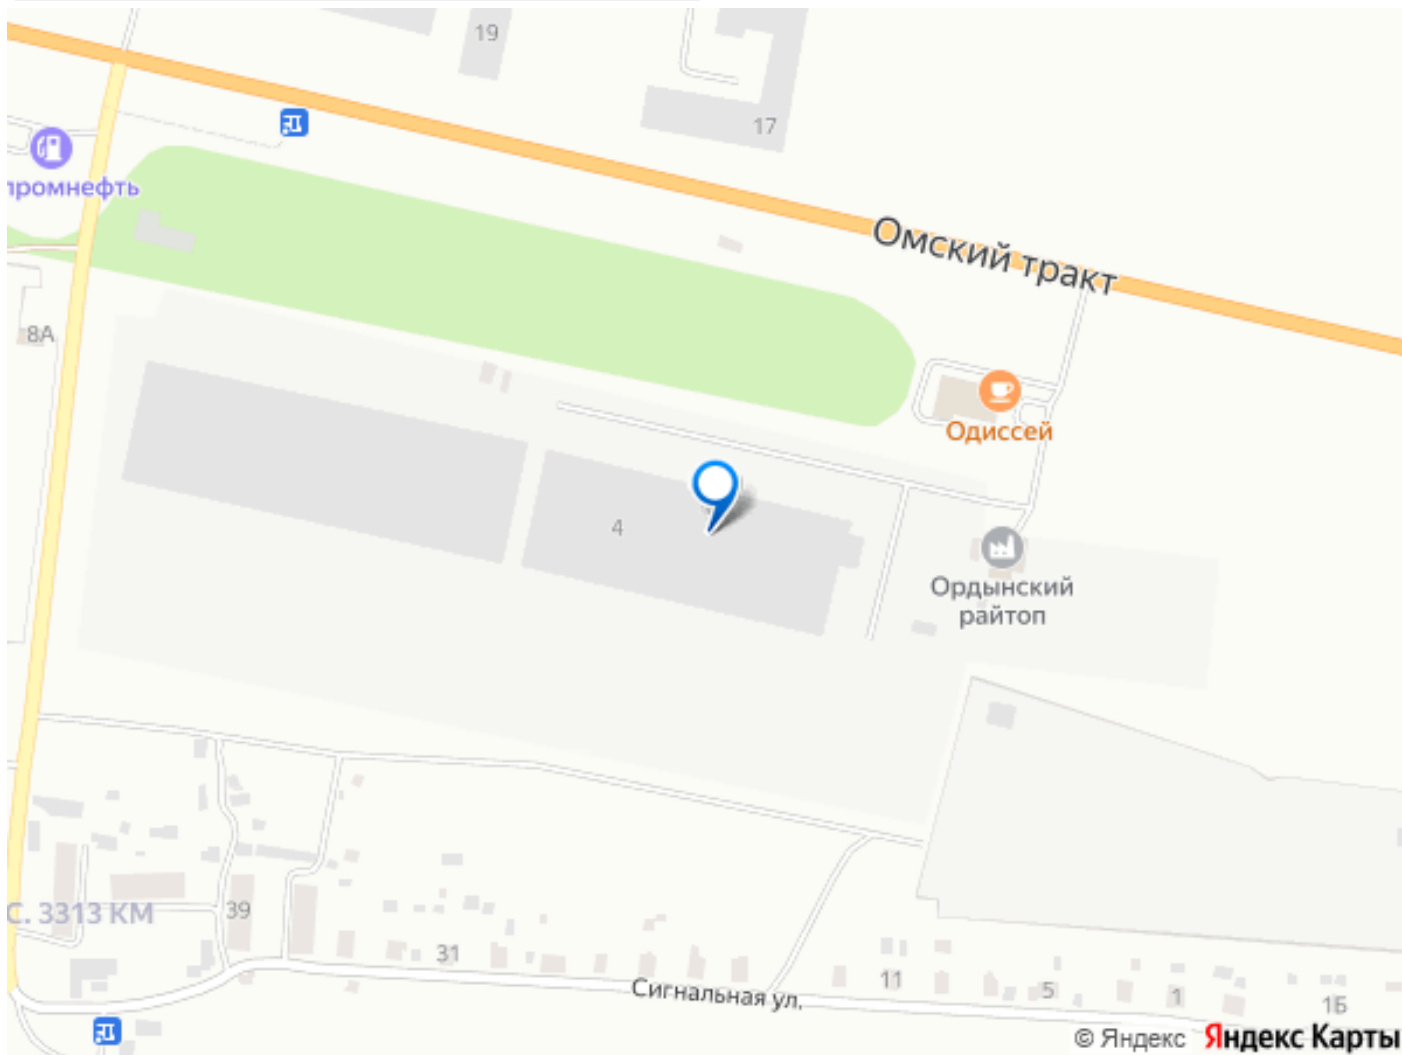 19
17
промнефть
Омский тракт
8А
Одиссей
4
Ордынский
райтоп
С. 3313 КМ
39
31
11
5
1
1Б
Сигнальная ул.
© Яндекс Яндекс Карты